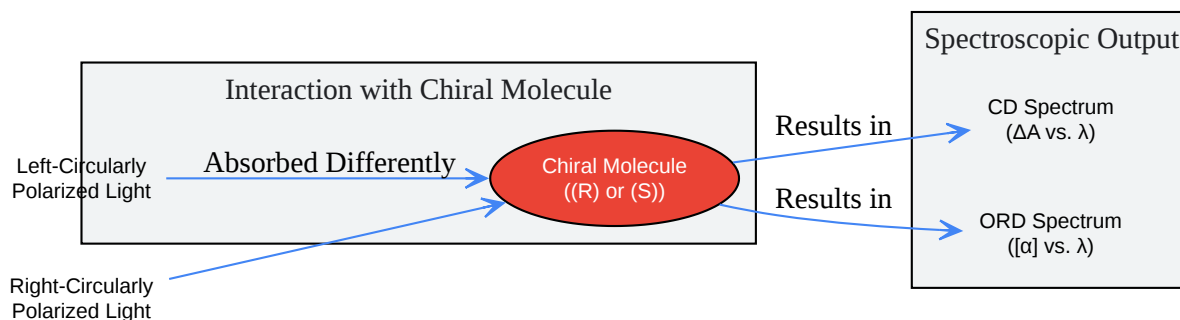 Spectroscopic Output
Interaction with Chiral Molecule
Left-Circularly
Polarized Light
Absorbed Differently
Chiral Molecule
((R) or (S))
Results in
CD Spectrum
(ΔA vs. λ)
Results in
ORD Spectrum
([α] vs. λ)
Right-Circularly
Polarized Light